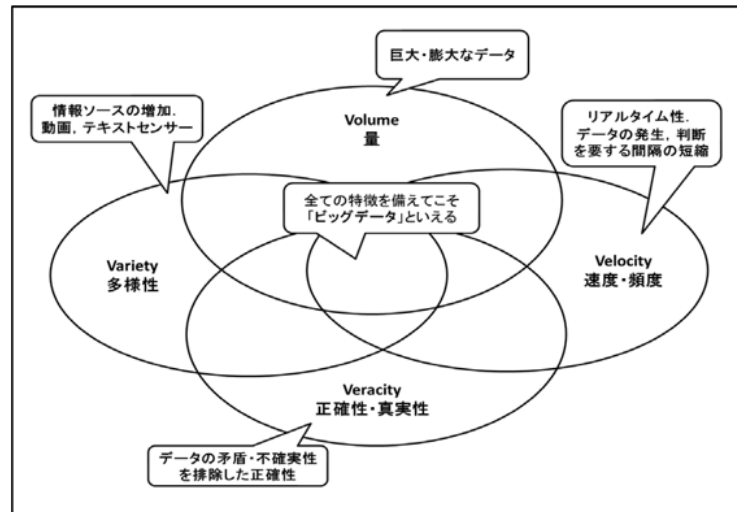 巨大・膨大なデータ
情報ソースの増加.
動画, テキストセンサー
Volume
量
リアルタイム性.
データの発生, 判断
を要する間隔の短縮
全ての特徴を備えてこそ
「ビッグデータ」といえる
Variety
多様性
Velocity
速度・頻度
Veracity
正確性・真実性
データの矛盾・不確実性
を排除した正確性